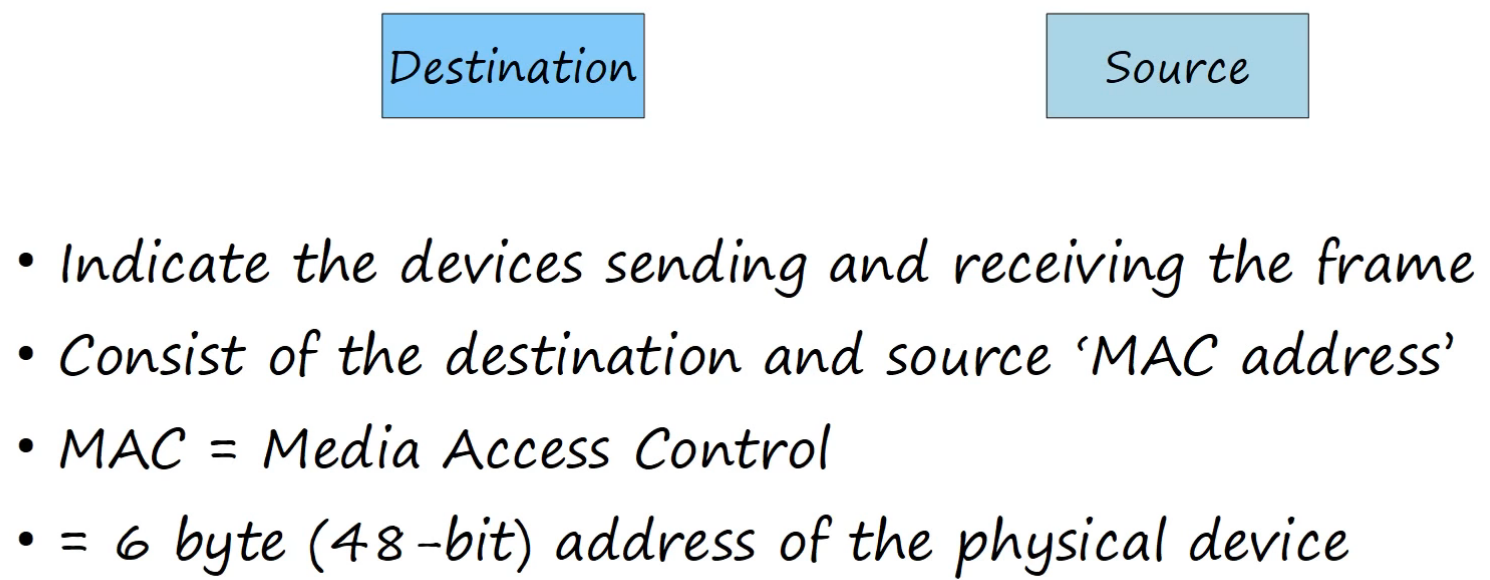 Destination
Source
• Indicate the devices sending and receiving the frame
• Consist of the destination and source ‘MAC address’
• MAC = Media Access Control
• = 6 byte (48-bit) address of the physical device